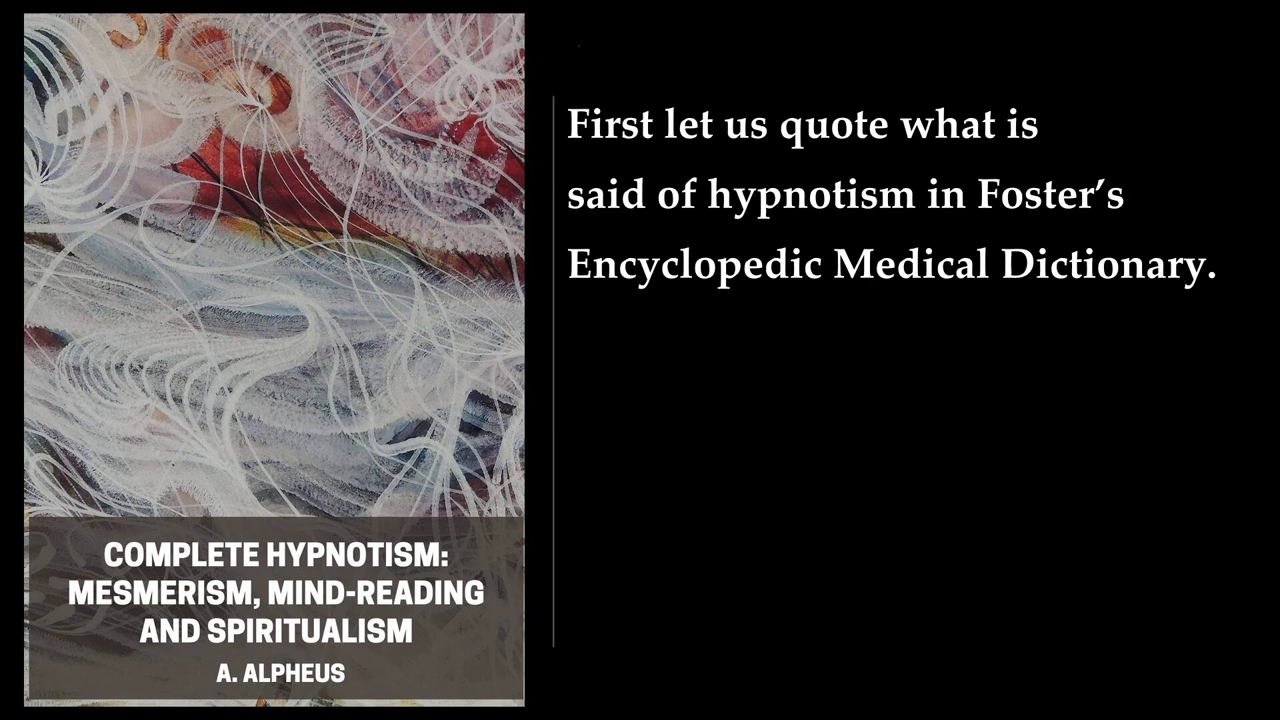 First let us quote what is
said of hypnotism in Foster’s
Encyclopedic Medical Dictionary.
COMPLETE HYPNOTISM:
MESMERISM, MIND-READING
AND SPIRITUALISM
A. ALPHEUS